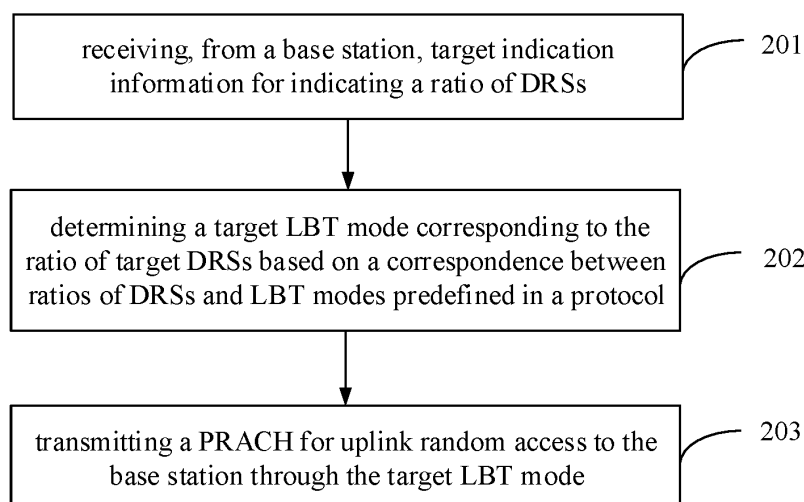 receiving, from a base station, target indication
information for indicating a ratio of DRSs
201
determining a target LBT mode corresponding to the
ratio of target DRSs based on a correspondence between
ratios of DRSs and LBT modes predefined in a protocol
202
transmitting a PRACH for uplink random access to the
base station through the target LBT mode
203